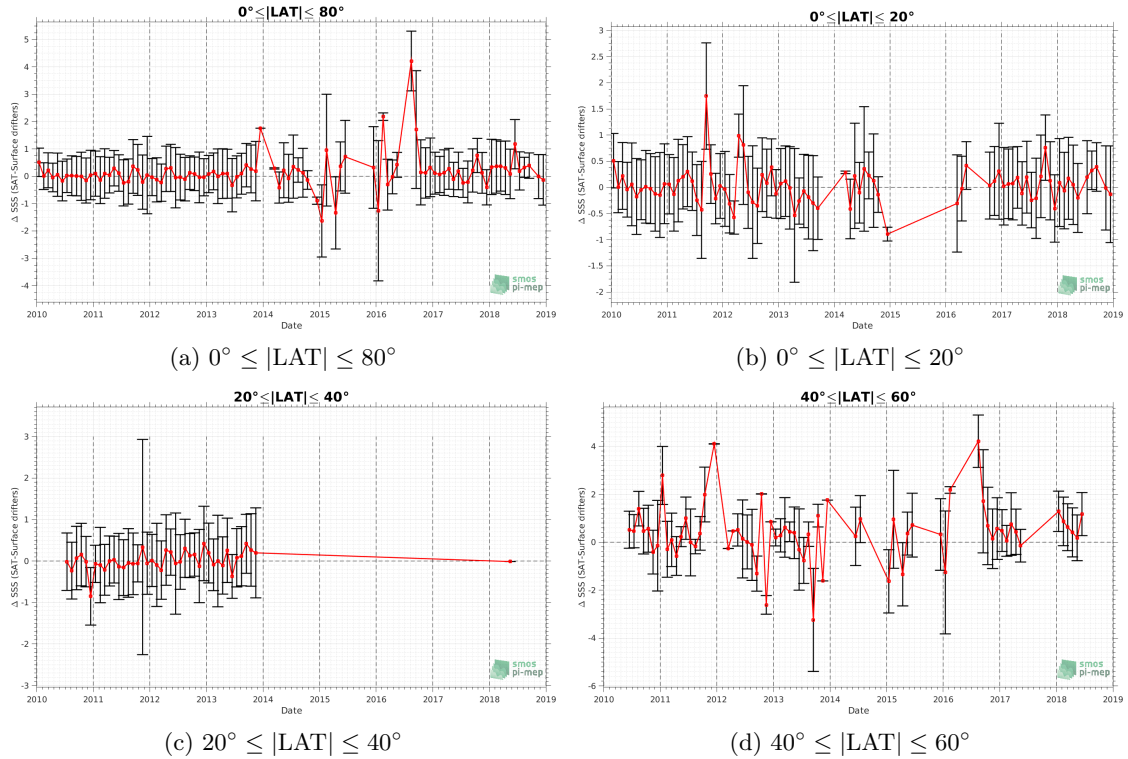 0°≤|LAT|≤ 80°
Δ SSS (SAT-Surface drifters)
5
4
3
2
1
0
-1
-2
-3
-4
2010 2011 2012 2013 2014 2015 2016 2017 2018 2019
Date
smos
pi-mep
(a) 0° ≤ |LAT| ≤ 80°
0°≤|LAT|≤ 20°
Δ SSS (SAT-Surface drifters)
3
2.5
2
1.5
1
0.5
0
-0.5
-1
-1.5
-2
2010 2011 2012 2013 2014 2015 2016 2017 2018 2019
Date
smos
pi-mep
(b) 0° ≤ |LAT| ≤ 20°
20°≤|LAT|≤ 40°
Δ SSS (SAT-Surface drifters)
3
2
1
0
-1
-2
-3
2010 2011 2012 2013 2014 2015 2016 2017 2018 2019
Date
smos
pi-mep
(c) 20° ≤ |LAT| ≤ 40°
40°≤|LAT|≤ 60°
Δ SSS (SAT-Surface drifters)
4
2
0
-2
-4
-6
2011 2012 2013 2014 2015 2016 2017 2018 2019
Date
smos
pi-mep
(d) 40° ≤ |LAT| ≤ 60°